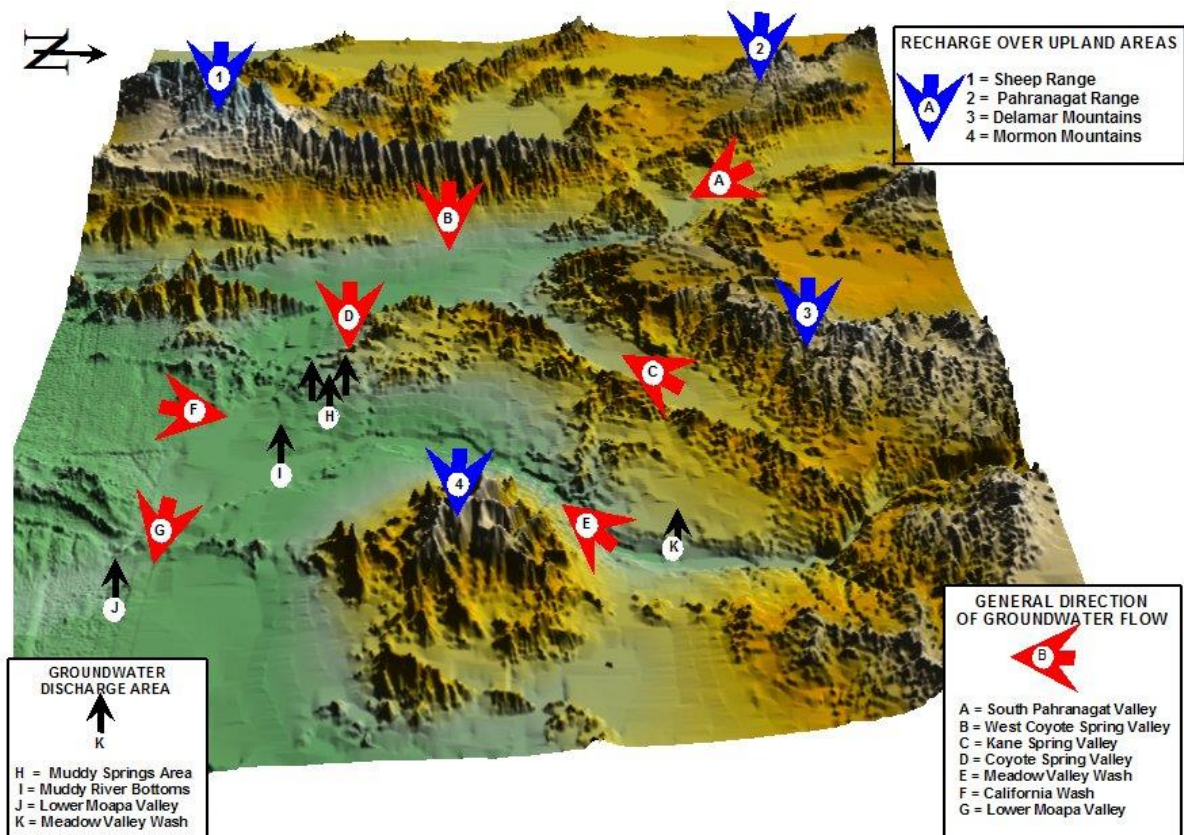 N
1
2
RECHARGE OVER UPLAND AREAS
A
1 = Sheep Range
2 = Pahranagat Range
3 = Delamar Mountains
4 = Mormon Mountains
A
B
D
3
C
F
H
I
4
E
G
K
J
GROUNDWATER
DISCHARGE AREA
K
H = Muddy Springs Area
I = Muddy River Bottoms
J = Lower Moapa Valley
K = Meadow Valley Wash
GENERAL DIRECTION
OF GROUNDWATER FLOW
B
A = South Pahranagat Valley
B = West Coyote Spring Valley
C = Kane Spring Valley
D = Coyote Spring Valley
E = Meadow Valley Wash
F = California Wash
G = Lower Moapa Valley